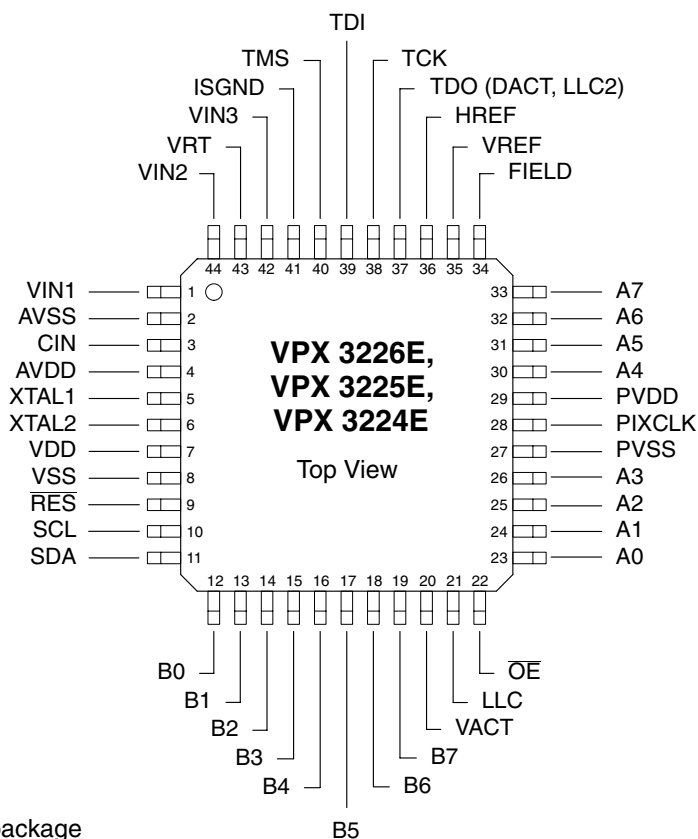 TDI
TMS TCK
ISGND TDO (DACT, LLC2)
VIN3 HREF
VRT VREF
VIN2 FIELD
44 43 42 41 40 39 38 37 36 35 34
VIN1 1 33 A7
AVSS 2 32 A6
CIN 3 31 A5
AVDD 4 30 A4
XTAL1 5 29 PVDD
XTAL2 6 28 PIXCLK
VDD 7 27 PVSS
VSS 8 26 A3
RES 9 25 A2
SCL 10 24 A1
SDA 11 23 A0
VPX 3226E,
VPX 3225E,
VPX 3224E
Top View
12 13 14 15 16 17 18 19 20 21 22
B0 OE
B1 LLC
B2 VACT
B3 B7
B4 B6
B5